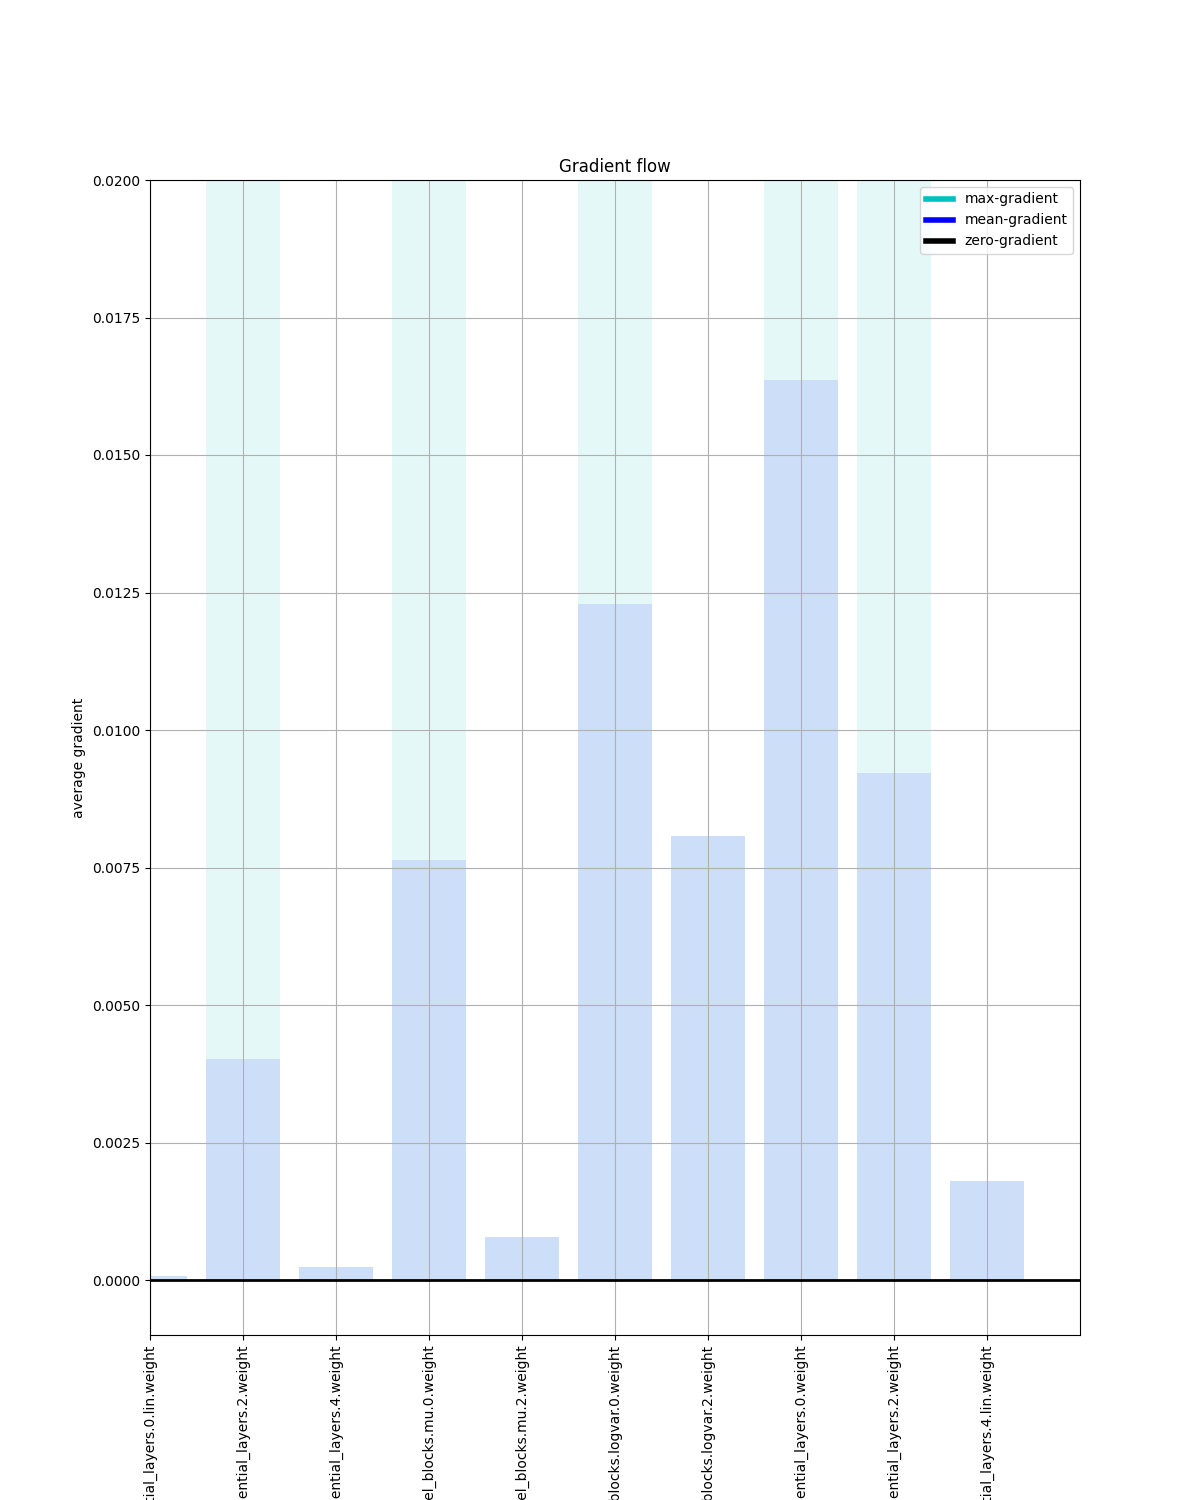 Gradient flow
max-gradient
mean-gradient
zero-gradient
0.0200
0.0175
0.0150
0.0125
0.0100
0.0075
0.0050
0.0025
0.0000
average gradient
tial_layers.0.lin.weight
ential_layers.2.weight
ential_layers.4.weight
el_blocks.mu.0.weight
el_blocks.mu.2.weight
blocks.logvar.0.weight
blocks.logvar.2.weight
ential_layers.0.weight
ential_layers.2.weight
tial_layers.4.lin.weight